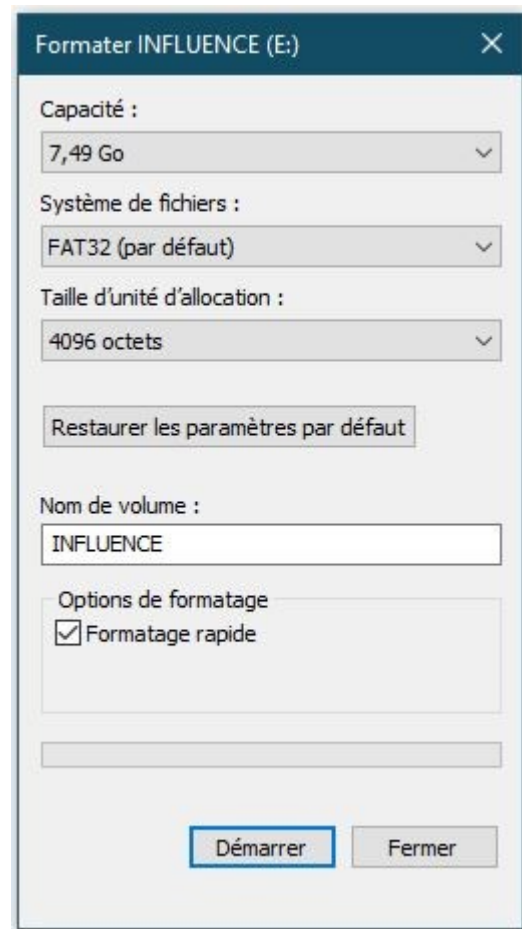 Formater INFLUENCE (E:)
Capacité :
7,49 Go
Système de fichiers :
FAT32 (par défaut)
Taille d’unité d’allocation :
4096 octets
Restaurer les paramètres par défaut
Nom de volume :
INFLUENCE
Options de formatage
Formatage rapide
Démarrer
Fermer